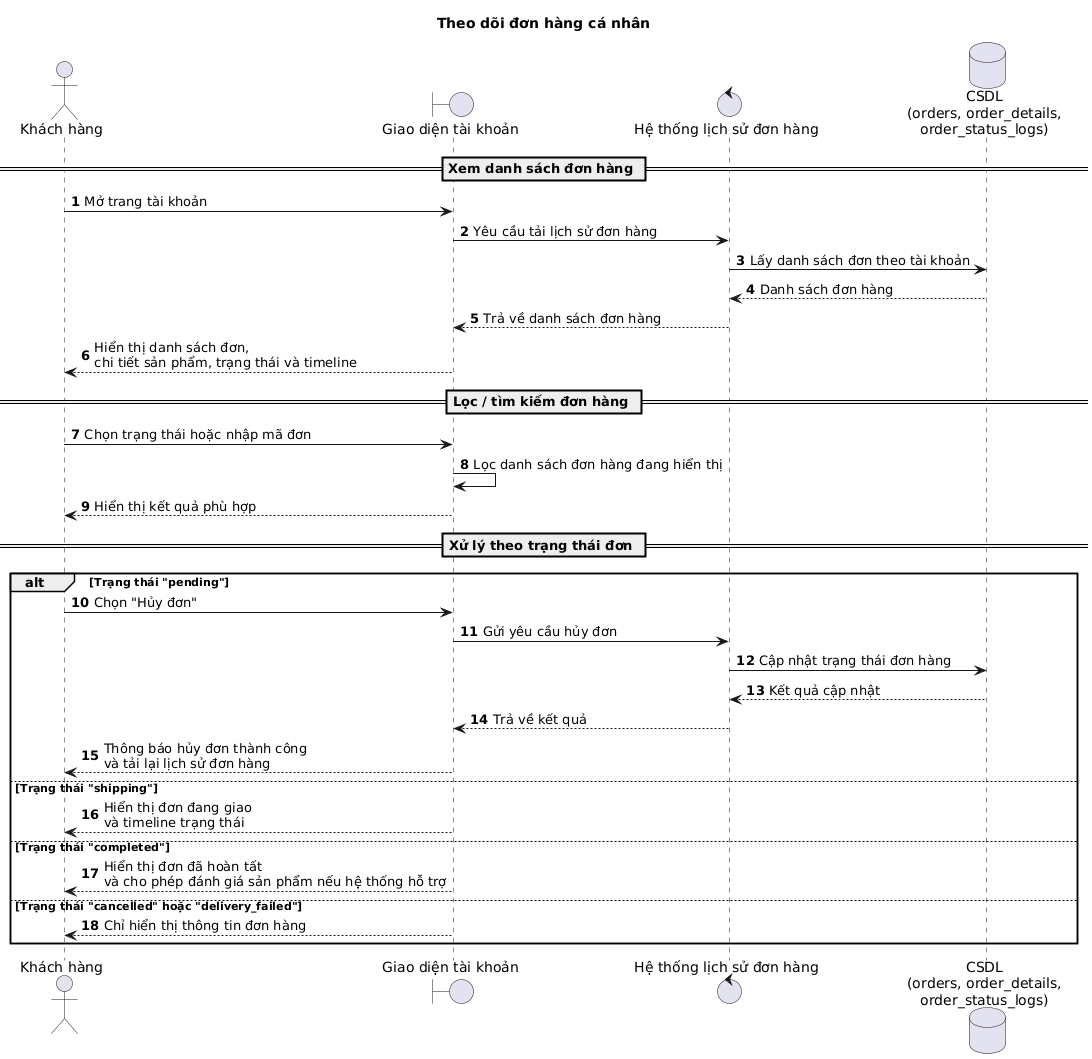 Theo dõi đơn hàng cá nhân
Khách hàng
Giao diện tài khoản
Hệ thống lịch sử đơn hàng
CSDL
(orders, order_details,
order_status_logs)
Xem danh sách đơn hàng
1 Mở trang tài khoản
2 Yêu cầu tải lịch sử đơn hàng
3 Lấy danh sách đơn theo tài khoản
4 Danh sách đơn hàng
5 Trả về danh sách đơn hàng
6 Hiển thị danh sách đơn,
chi tiết sản phẩm, trạng thái và timeline
Lọc / tìm kiếm đơn hàng
7 Chọn trạng thái hoặc nhập mã đơn
8 Lọc danh sách đơn hàng đang hiển thị
9 Hiển thị kết quả phù hợp
Xử lý theo trạng thái đơn
alt [Trạng thái "pending"]
10 Chọn "Hủy đơn"
11 Gửi yêu cầu hủy đơn
12 Cập nhật trạng thái đơn hàng
13 Kết quả cập nhật
14 Trả về kết quả
15 Thông báo hủy đơn thành công
và tải lại lịch sử đơn hàng
[Trạng thái "shipping"]
16 Hiển thị đơn đang giao
và timeline trạng thái
[Trạng thái "completed"]
17 Hiển thị đơn đã hoàn tất
và cho phép đánh giá sản phẩm nếu hệ thống hỗ trợ
[Trạng thái "cancelled" hoặc "delivery_failed"]
18 Chỉ hiển thị thông tin đơn hàng
Khách hàng
Giao diện tài khoản
Hệ thống lịch sử đơn hàng
CSDL
(orders, order_details,
order_status_logs)